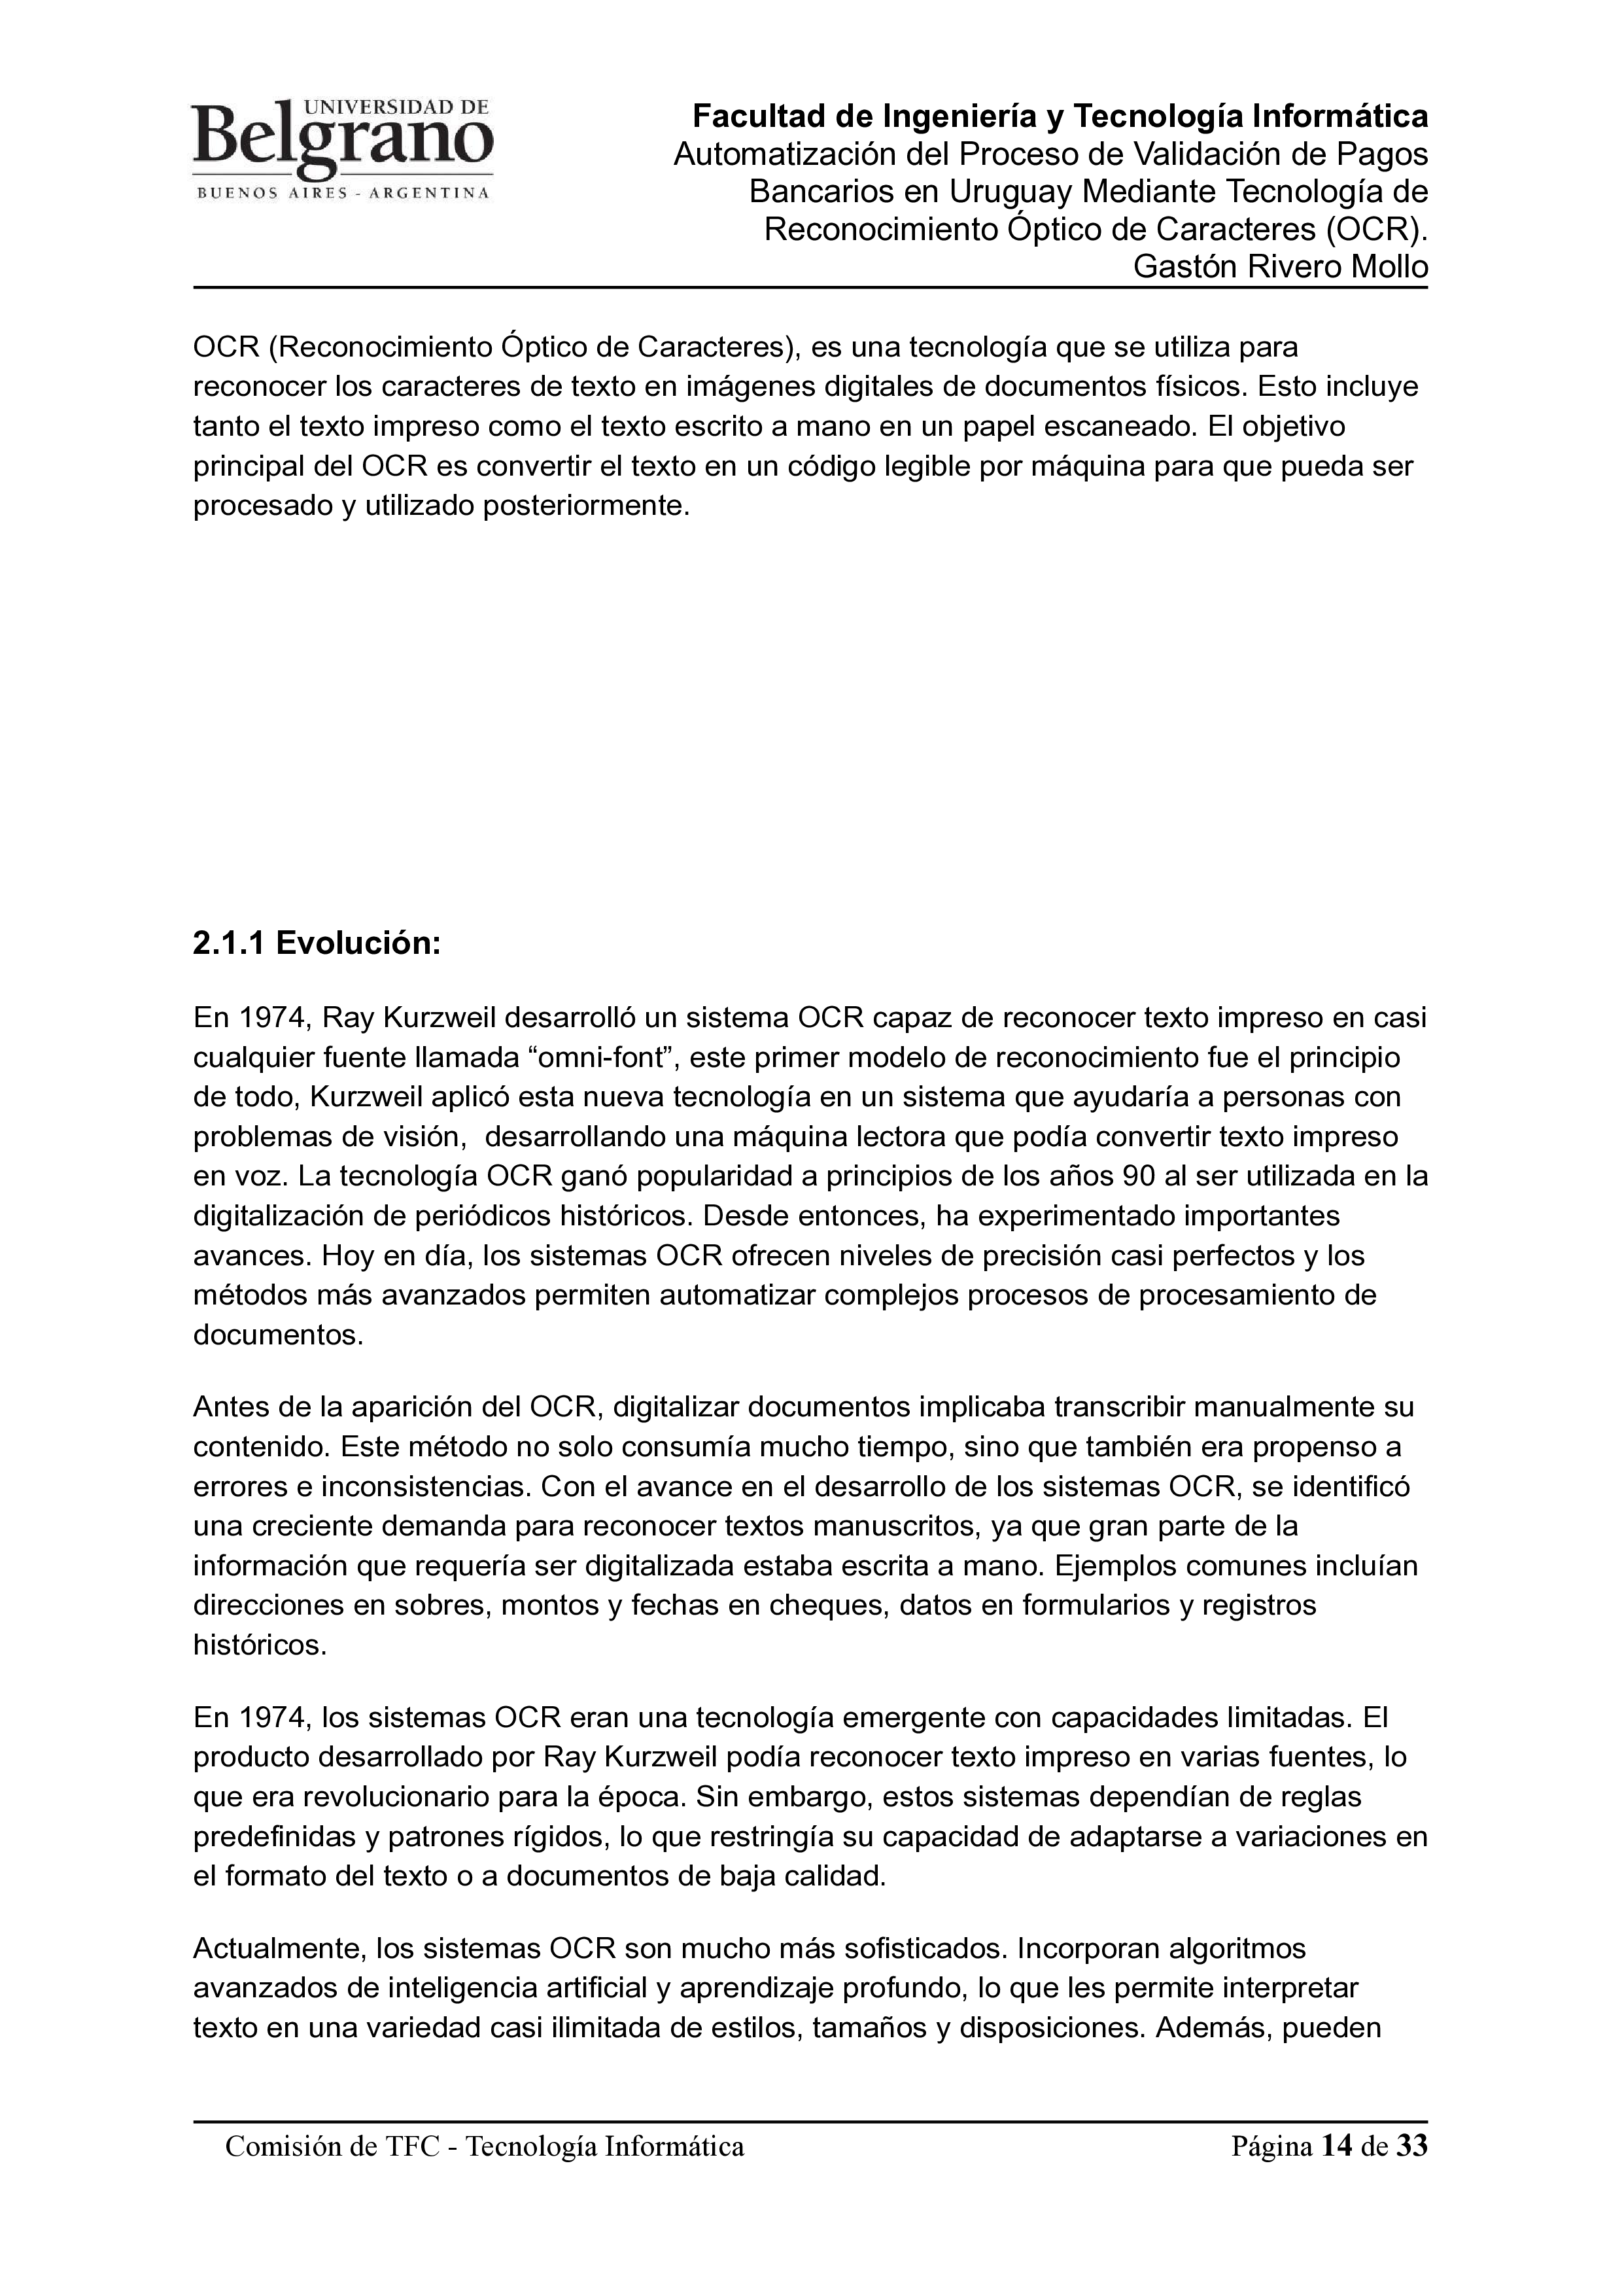 UNIVERSIDAD DE
Belgrano
BUENOS AIRES - ARGENTINA
Facultad de Ingeniería y Tecnología Informática
Automatización del Proceso de Validación de Pagos
Bancarios en Uruguay Mediante Tecnología de
Reconocimiento Óptico de Caracteres (OCR).
Gastón Rivero Mollo
OCR (Reconocimiento Óptico de Caracteres), es una tecnología que se utiliza para
reconocer los caracteres de texto en imágenes digitales de documentos físicos. Esto incluye
tanto el texto impreso como el texto escrito a mano en un papel escaneado. El objetivo
principal del OCR es convertir el texto en un código legible por máquina para que pueda ser
procesado y utilizado posteriormente.
2.1.1 Evolución:
En 1974, Ray Kurzweil desarrolló un sistema OCR capaz de reconocer texto impreso en casi
cualquier fuente llamada “omni-font”, este primer modelo de reconocimiento fue el principio
de todo, Kurzweil aplicó esta nueva tecnología en un sistema que ayudaría a personas con
problemas de visión,  desarrollando una máquina lectora que podía convertir texto impreso
en voz. La tecnología OCR ganó popularidad a principios de los años 90 al ser utilizada en la
digitalización de periódicos históricos. Desde entonces, ha experimentado importantes
avances. Hoy en día, los sistemas OCR ofrecen niveles de precisión casi perfectos y los
métodos más avanzados permiten automatizar complejos procesos de procesamiento de
documentos.
Antes de la aparición del OCR, digitalizar documentos implicaba transcribir manualmente su
contenido. Este método no solo consumía mucho tiempo, sino que también era propenso a
errores e inconsistencias. Con el avance en el desarrollo de los sistemas OCR, se identificó
una creciente demanda para reconocer textos manuscritos, ya que gran parte de la
información que requería ser digitalizada estaba escrita a mano. Ejemplos comunes incluían
direcciones en sobres, montos y fechas en cheques, datos en formularios y registros
históricos.
En 1974, los sistemas OCR eran una tecnología emergente con capacidades limitadas. El
producto desarrollado por Ray Kurzweil podía reconocer texto impreso en varias fuentes, lo
que era revolucionario para la época. Sin embargo, estos sistemas dependían de reglas
predefinidas y patrones rígidos, lo que restringía su capacidad de adaptarse a variaciones en
el formato del texto o a documentos de baja calidad.
Actualmente, los sistemas OCR son mucho más sofisticados. Incorporan algoritmos
avanzados de inteligencia artificial y aprendizaje profundo, lo que les permite interpretar
texto en una variedad casi ilimitada de estilos, tamaños y disposiciones. Además, pueden
Comisión de TFC - Tecnología Informática Página 14 de 33